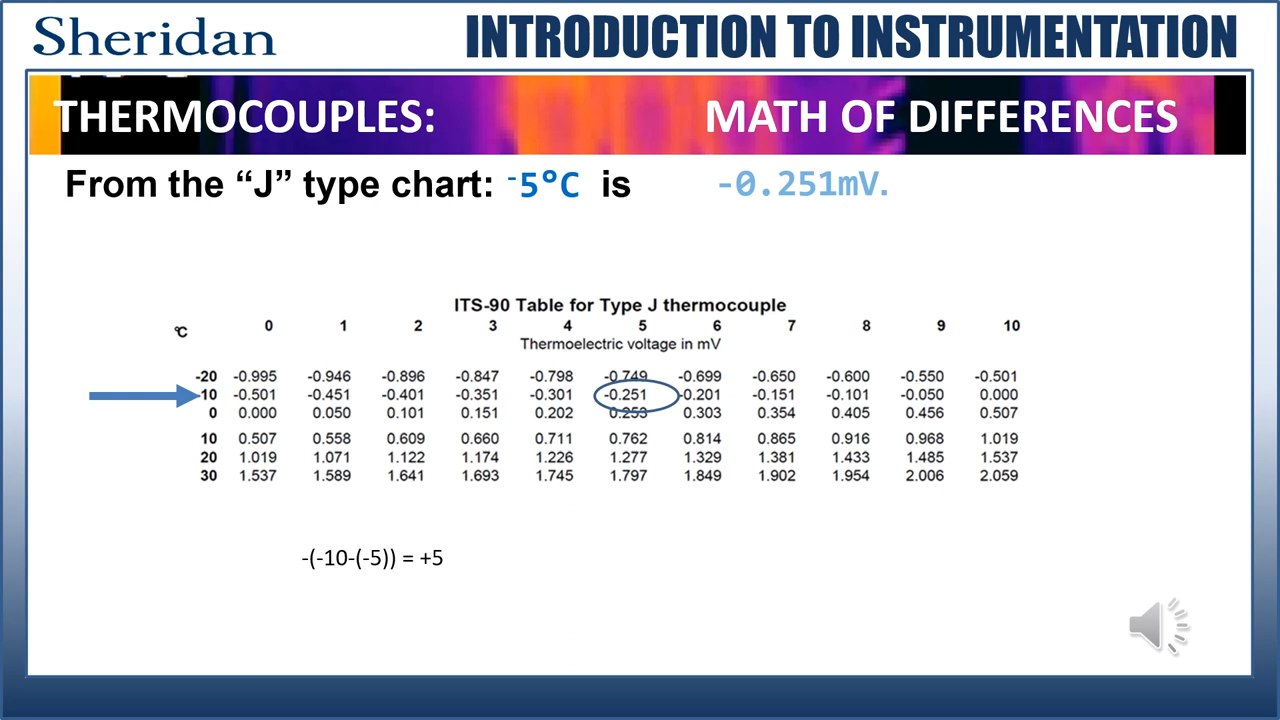 Sheridan INTRODUCTION TO INSTRUMENTATION
THERMOCOUPLES: MATH OF DIFFERENCES
From the “J” type chart: -5°C is -0.251mV.
ITS-90 Table for Type J thermocouple
°C 0 1 2 3 4 5 6 7 8 9 10
Thermoelectric voltage in mV
-20 -0.995 -0.946 -0.896 -0.847 -0.798 -0.749 -0.699 -0.650 -0.600 -0.550 -0.501
-10 -0.501 -0.451 -0.401 -0.351 -0.301 -0.251 -0.201 -0.151 -0.101 -0.050 0.000
0 0.000 0.050 0.101 0.151 0.202 0.253 0.303 0.354 0.405 0.456 0.507
10 0.507 0.558 0.609 0.660 0.711 0.762 0.814 0.865 0.916 0.968 1.019
20 1.019 1.071 1.122 1.174 1.226 1.277 1.329 1.381 1.433 1.485 1.537
30 1.537 1.589 1.641 1.693 1.745 1.797 1.849 1.902 1.954 2.006 2.059
-(-10-(-5)) = +5